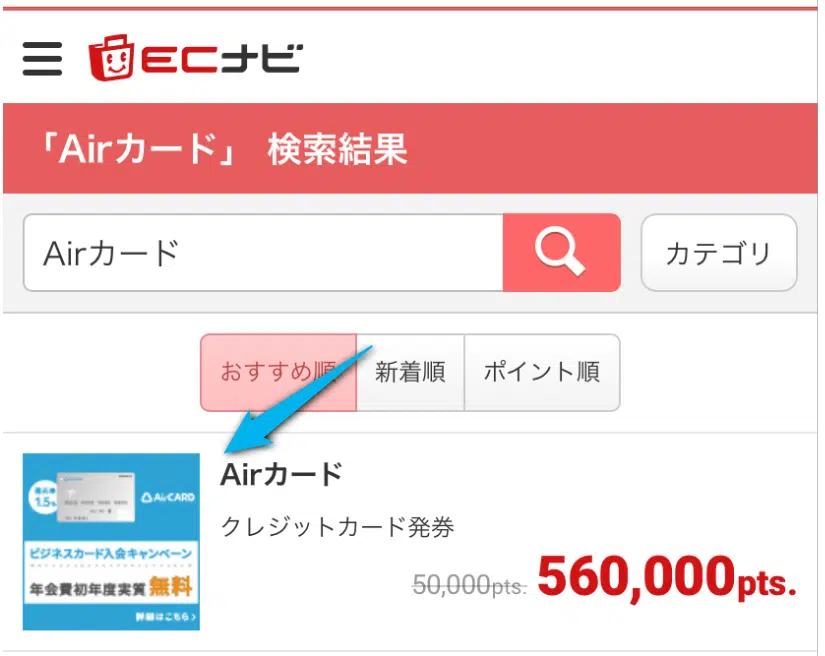 ECナビ
「Airカード」 検索結果
Airカード
カテゴリ
おすすめ順
新着順
ポイント順
Airカード
クレジットカード発券
50,000pts. 560,000pts.
還元率
1.5%
AirCARD
ビジネスカード入会キャンペーン
年会費初年度実質無料
詳細はこちら>